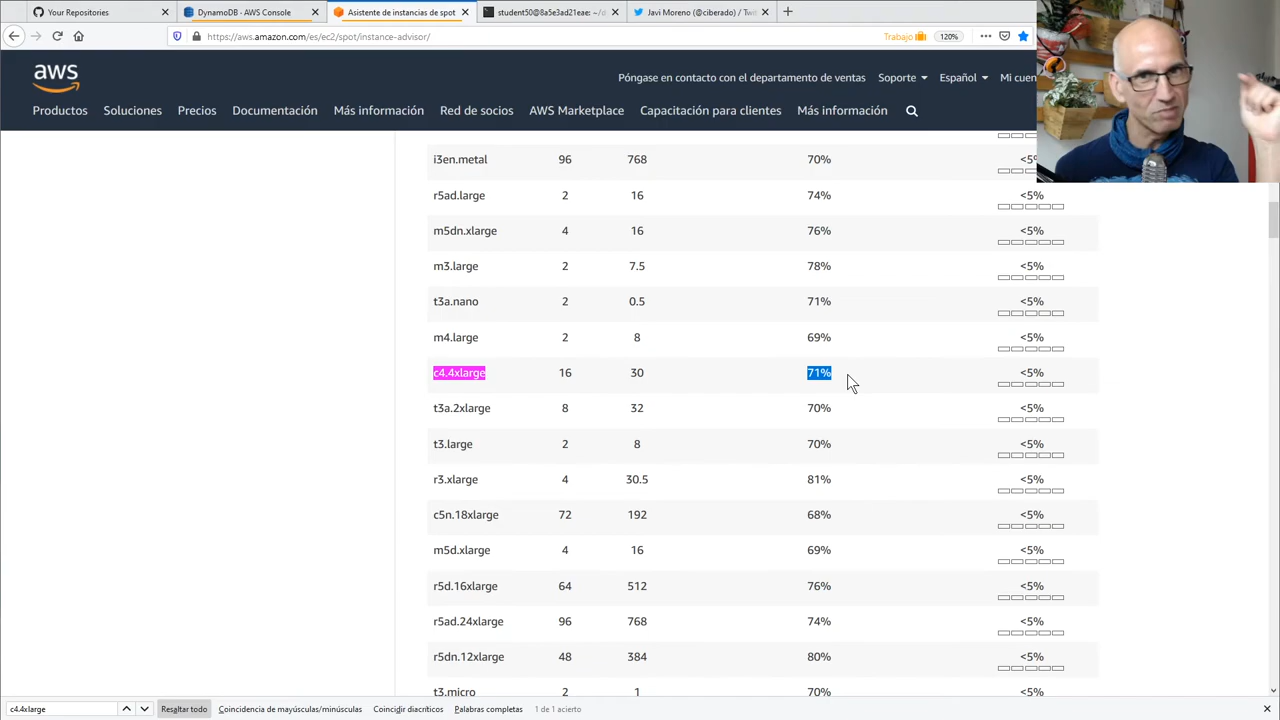 Your Repositories
DynamoDB - AWS Console
Asistente de instancias de spot
student50@8a5e3ad21eae: ~/d
Javi Moreno (@ciberado) / Twi
https://aws.amazon.com/es/ec2/spot/instance-advisor/
Trabajo
120%
aws
Póngase en contacto con el departamento de ventas Soporte Español Mi cuen
Productos Soluciones Precios Documentación Más información Red de socios AWS Marketplace Capacitación para clientes Más información
i3en.metal 96 768 70% <5%
r5ad.large 2 16 74% <5%
m5dn.xlarge 4 16 76% <5%
m3.large 2 7.5 78% <5%
t3a.nano 2 0.5 71% <5%
m4.large 2 8 69% <5%
c4.4xlarge 16 30 71% <5%
t3a.2xlarge 8 32 70% <5%
t3.large 2 8 70% <5%
r3.xlarge 4 30.5 81% <5%
c5n.18xlarge 72 192 68% <5%
m5d.xlarge 4 16 69% <5%
r5d.16xlarge 64 512 76% <5%
r5ad.24xlarge 96 768 74% <5%
r5dn.12xlarge 48 384 80% <5%
t3.micro 2 1 70% <5%
c4.4xlarge Resaltar todo Coincidencia de mayúsculas/minúsculas Coincidir diacríticos Palabras completas 1 de 1 acierto